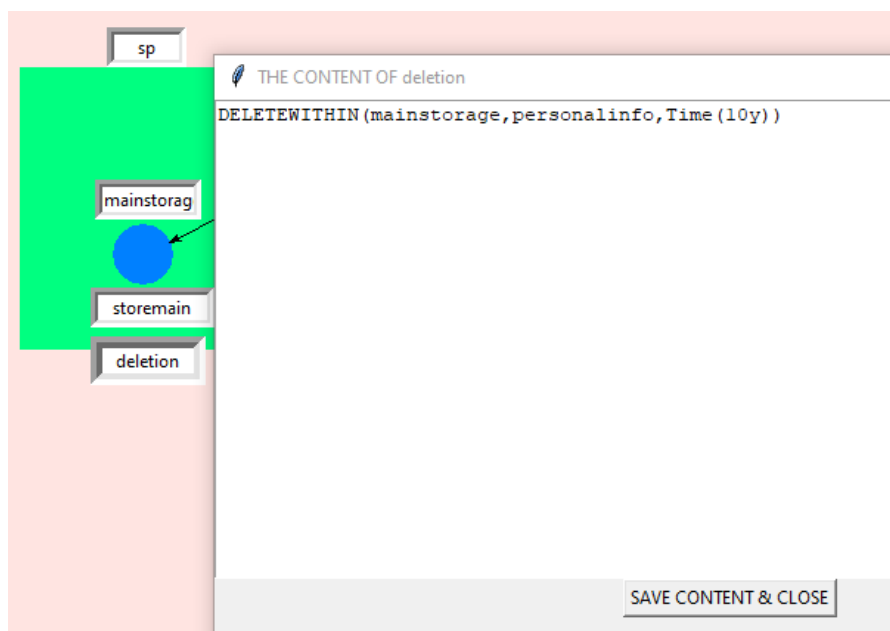 sp
THE CONTENT OF deletion
DELETEWITHIN(mainstorage,personalinfo,Time(10y))
mainstorag
storemain
deletion
SAVE CONTENT & CLOSE